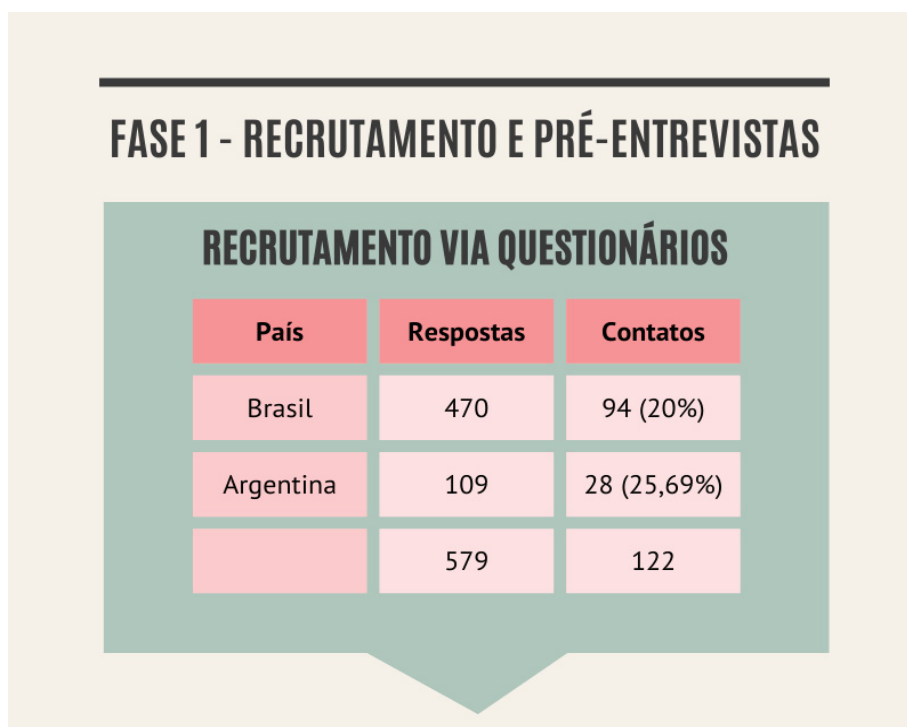 FASE 1 - RECRUTAMENTO E PRÉ-ENTREVISTAS
RECRUTAMENTO VIA QUESTIONÁRIOS
País Respostas Contatos
Brasil 470 94 (20%)
Argentina 109 28 (25,69%)
579 122